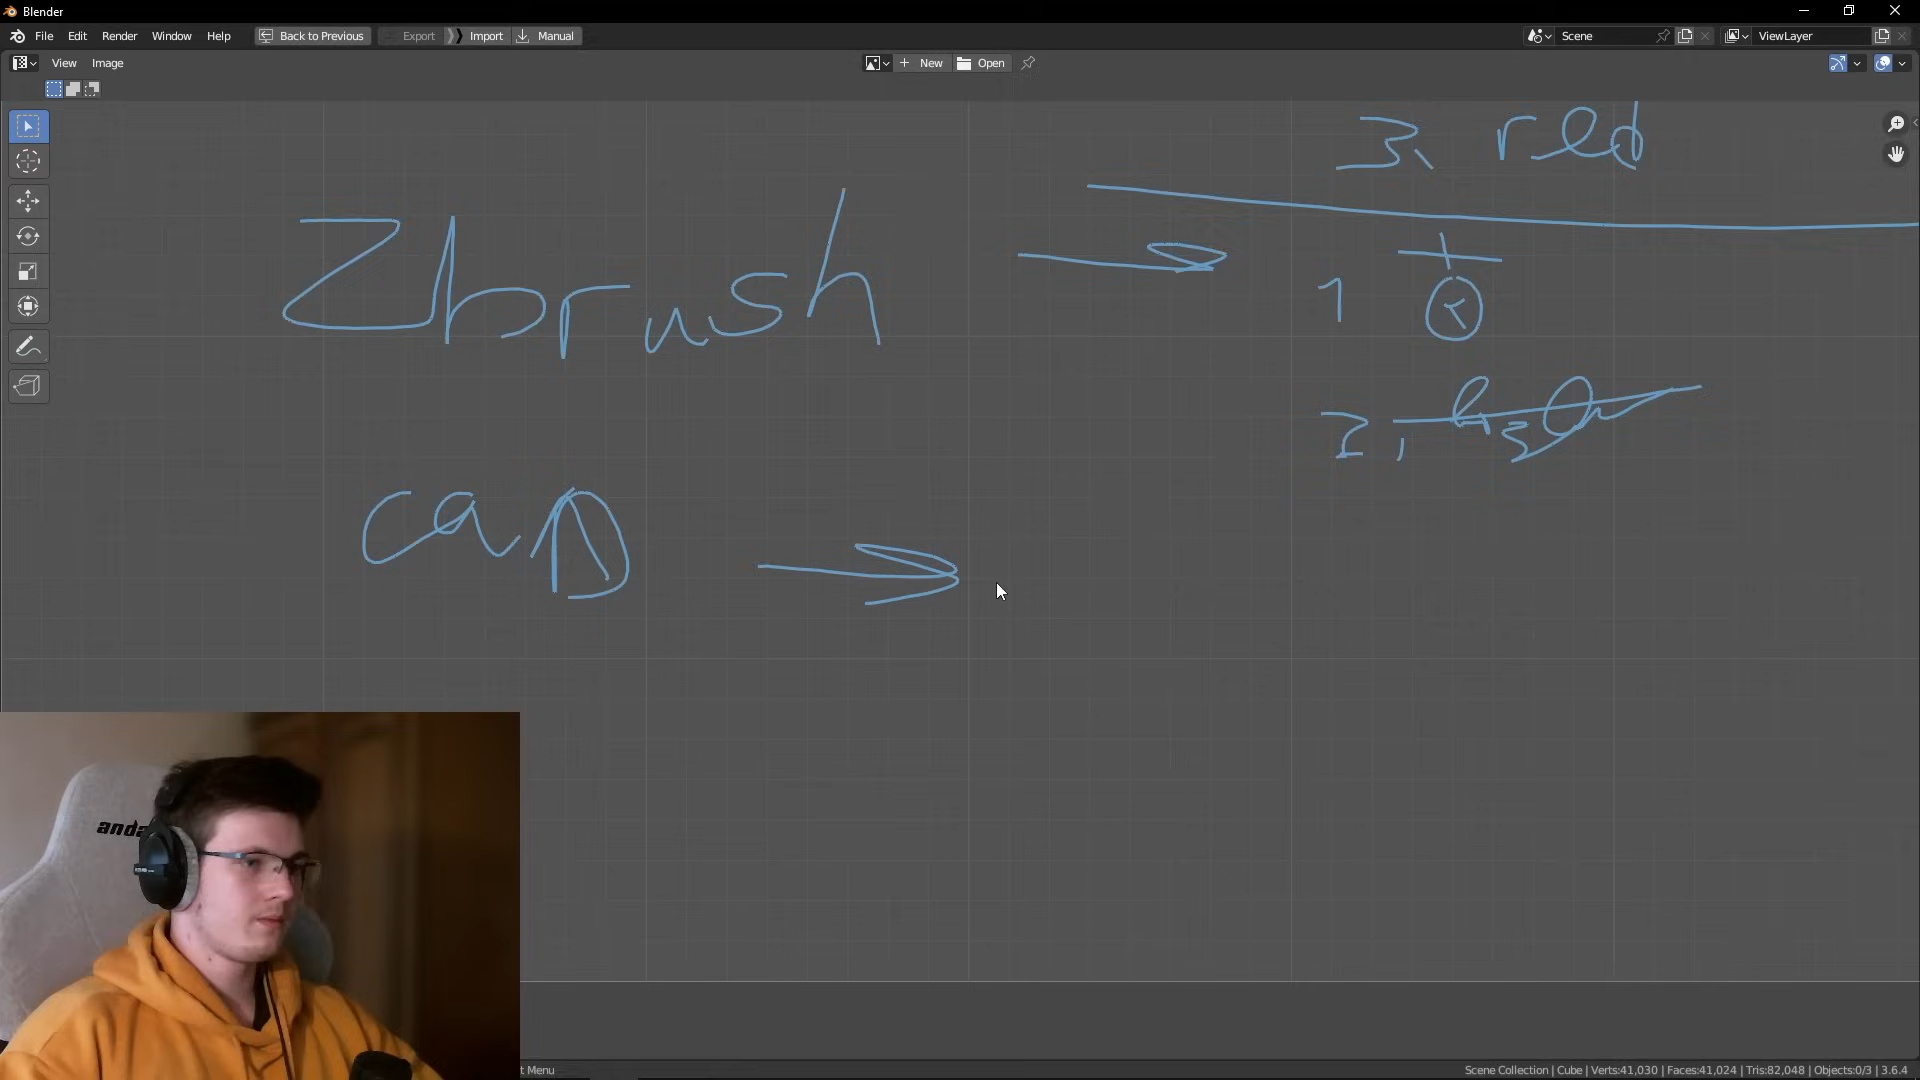 Blender
File Edit Render Window Help Back to Previous Export Import Manual Scene ViewLayer
View Image New Open
3. red
Zbrush
1
2,
CAD
anda
t Menu
Scene Collection | Cube | Verts:41,030 | Faces:41,024 | Tris:82,048 | Objects:0/3 | 3.6.4